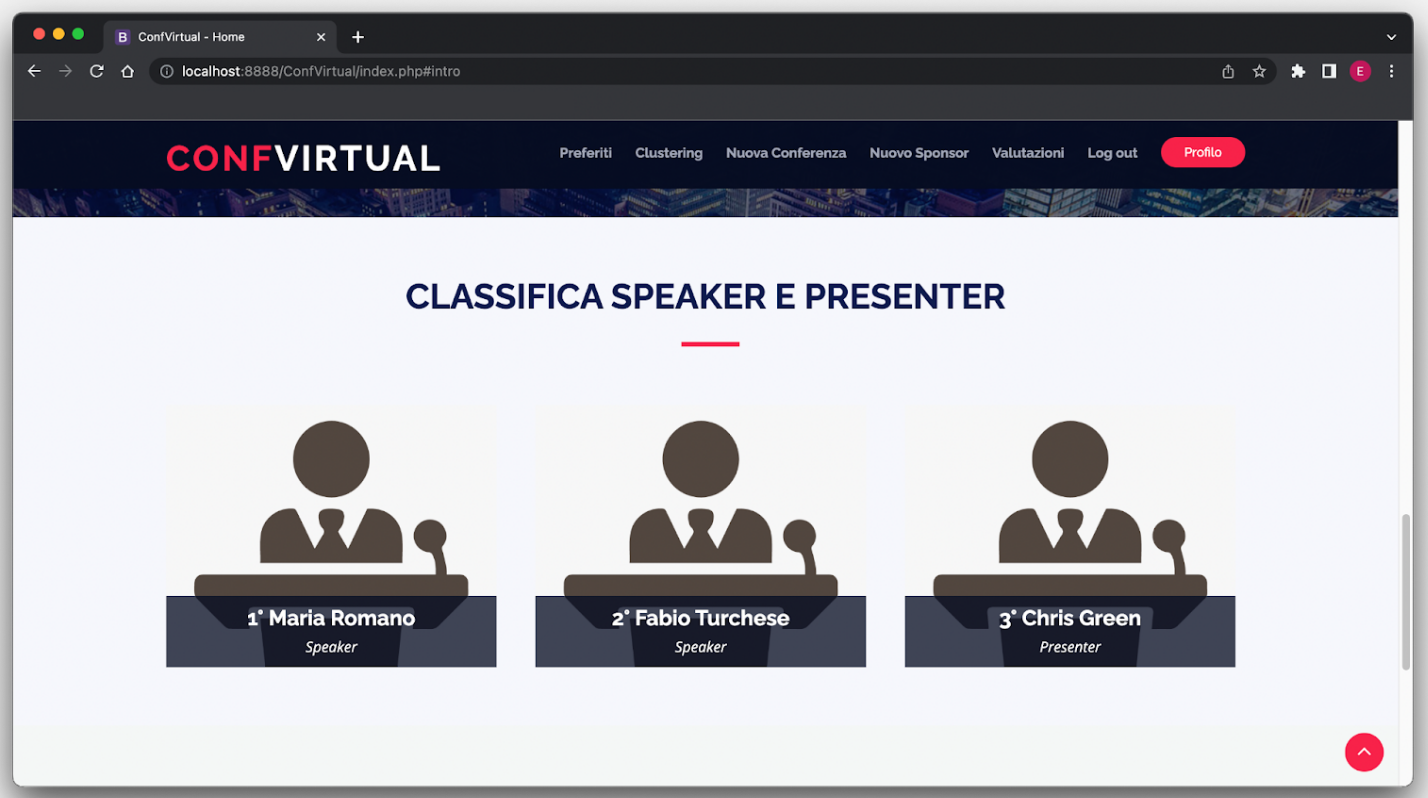 B ConfVirtual - Home
localhost:8888/ConfVirtual/index.php#intro
E
CONFVIRTUAL
Preferiti Clustering Nuova Conferenza Nuovo Sponsor Valutazioni Log out Profilo
CLASSIFICA SPEAKER E PRESENTER
1° Maria Romano
Speaker
2° Fabio Turchese
Speaker
3° Chris Green
Presenter